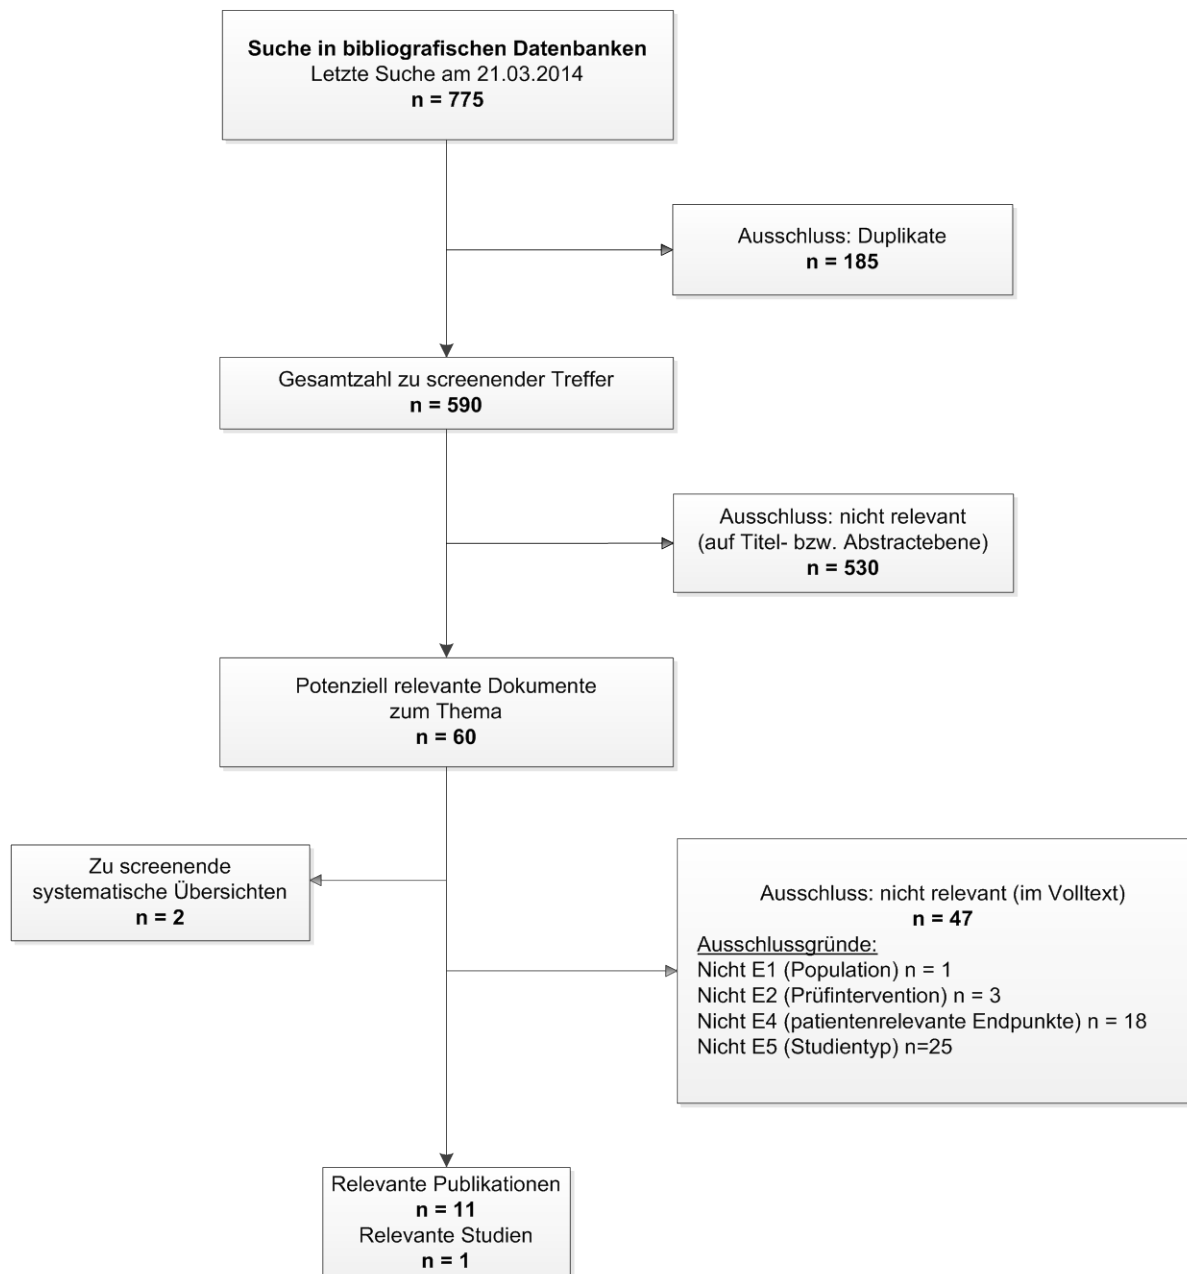 Suche in bibliografischen Datenbanken
Letzte Suche am 21.03.2014
n = 775
Ausschluss: Duplikate
n = 185
Gesamtzahl zu screenender Treffer
n = 590
Ausschluss: nicht relevant
(auf Titel- bzw. Abstractebene)
n = 530
Potenziell relevante Dokumente
zum Thema
n = 60
Zu screenende
systematische Übersichten
n = 2
Ausschluss: nicht relevant (im Volltext)
n = 47
Ausschlussgründe:
Nicht E1 (Population) n = 1
Nicht E2 (Prüfintervention) n = 3
Nicht E4 (patientenrelevante Endpunkte) n = 18
Nicht E5 (Studientyp) n=25
Relevante Publikationen
n = 11
Relevante Studien
n = 1